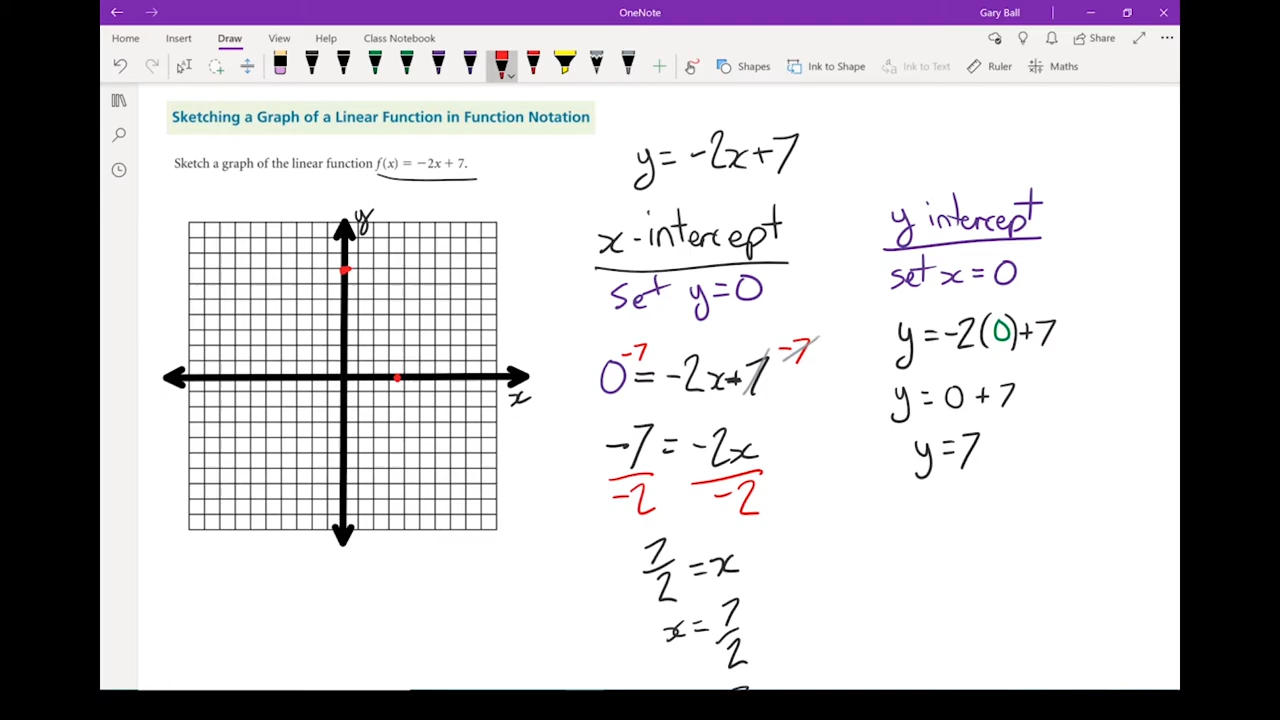 OneNote
Gary Ball
Home Insert Draw View Help Class Notebook
Share
Shapes Ink to Shape Ink to Text Ruler Maths
Sketching a Graph of a Linear Function in Function Notation
Sketch a graph of the linear function f(x) = −2x + 7.
y
x
y = -2x+7
x-intercept
set y=0
0 -7 = -2x+7 -7
-7 = -2x
-2 -2
7/2 = x
x = 7/2
y intercept
set x = 0
y = -2(0)+7
y = 0 + 7
y = 7